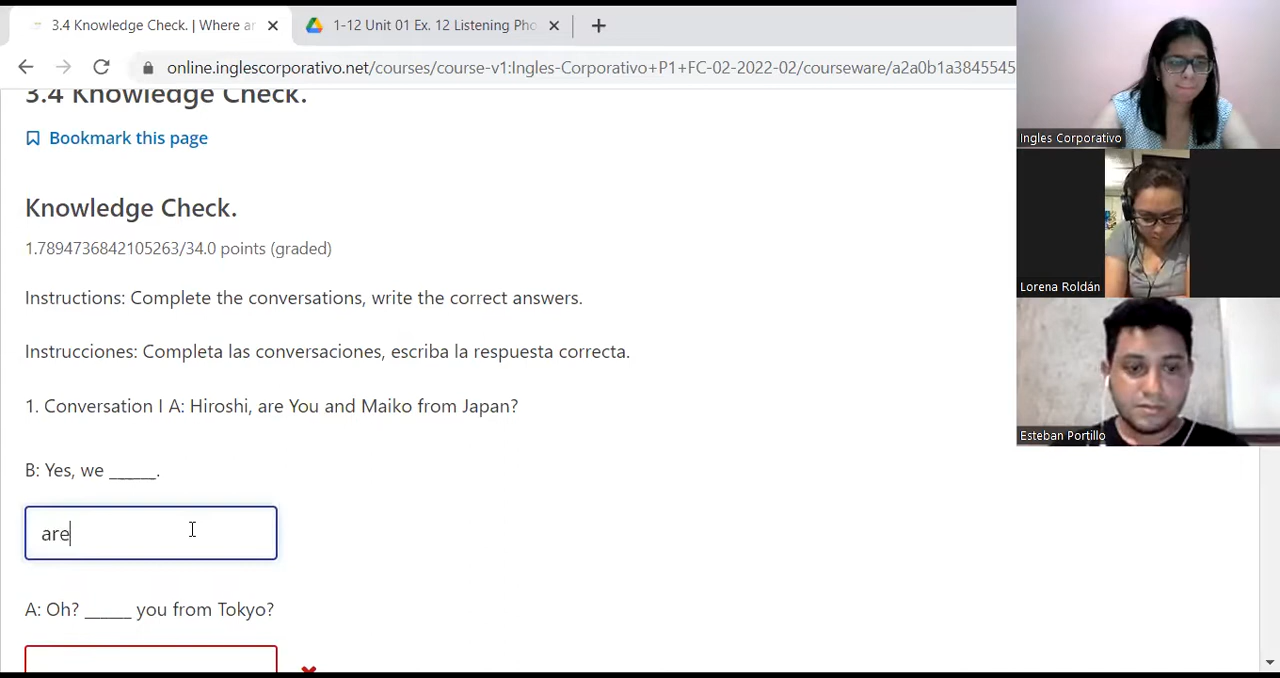 3.4 Knowledge Check. | Where ar
1-12 Unit 01 Ex. 12 Listening Pho
online.inglescorporativo.net/courses/course-v1:Ingles-Corporativo+P1+FC-02-2022-02/courseware/a2a0b1a3845545
3.4 Knowledge Check.
Bookmark this page
Knowledge Check.
1.7894736842105263/34.0 points (graded)
Instructions: Complete the conversations, write the correct answers.
Instrucciones: Completa las conversaciones, escriba la respuesta correcta.
1. Conversation I A: Hiroshi, are You and Maiko from Japan?
B: Yes, we ______.
are
A: Oh? ______ you from Tokyo?
Ingles Corporativo
Lorena Roldán
Esteban Portillo